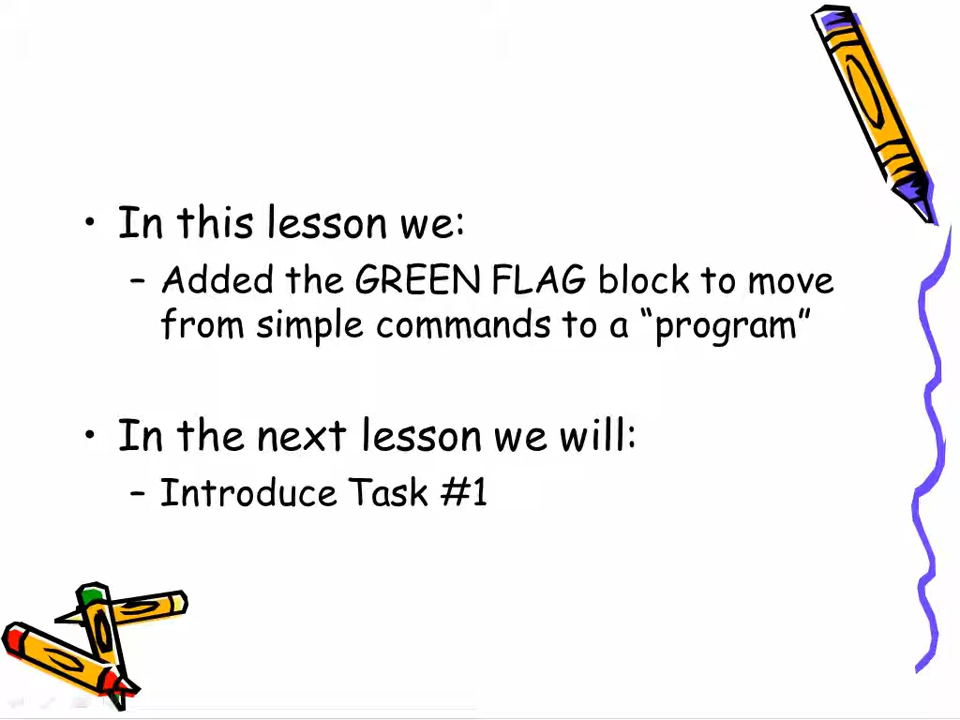 • In this lesson we:
– Added the GREEN FLAG block to move
from simple commands to a “program”
• In the next lesson we will:
– Introduce Task #1